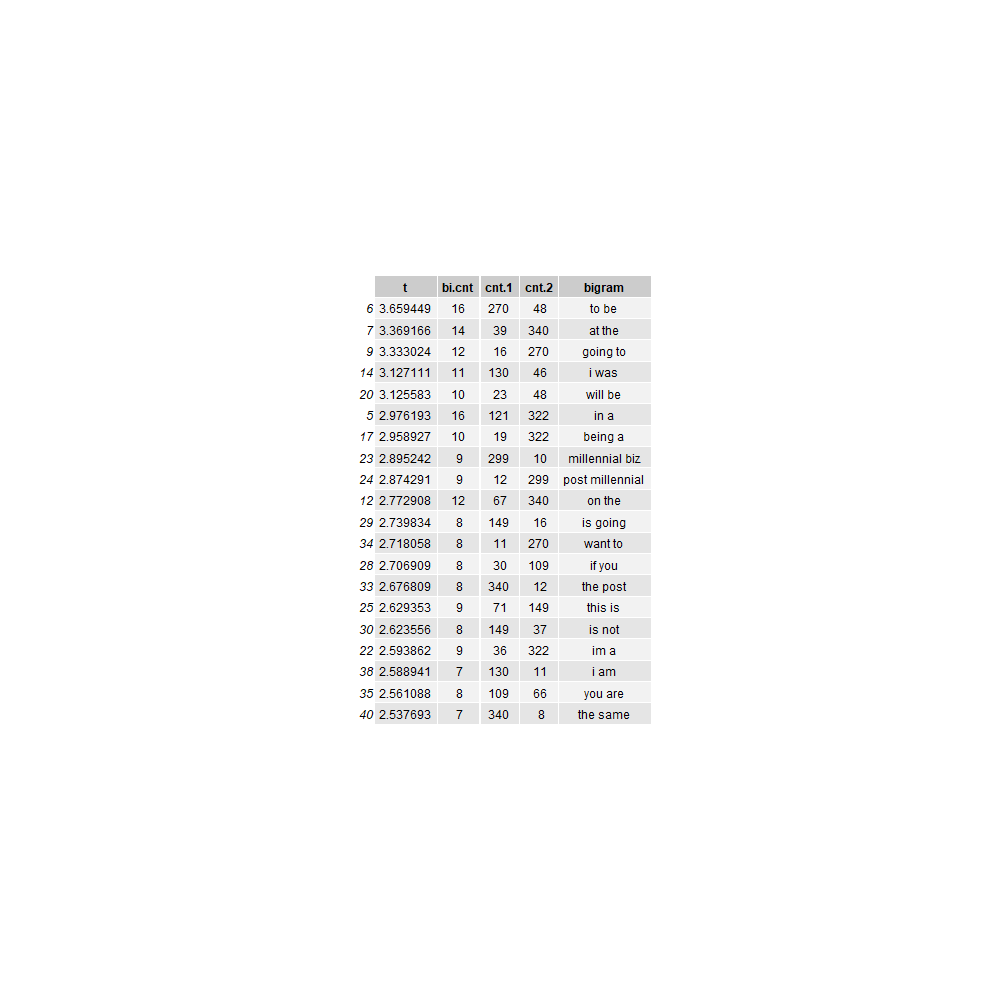 t bi.cnt cnt.1 cnt.2 bigram
6 3.659449 16 270 48 to be
7 3.369166 14 39 340 at the
9 3.333024 12 16 270 going to
14 3.127111 11 130 46 i was
20 3.125583 10 23 48 will be
5 2.976193 16 121 322 in a
17 2.958927 10 19 322 being a
23 2.895242 9 299 10 millennial biz
24 2.874291 9 12 299 post millennial
12 2.772908 12 67 340 on the
29 2.739834 8 149 16 is going
34 2.718058 8 11 270 want to
28 2.706909 8 30 109 if you
33 2.676809 8 340 12 the post
25 2.629353 9 71 149 this is
30 2.623556 8 149 37 is not
22 2.593862 9 36 322 im a
38 2.588941 7 130 11 i am
35 2.561088 8 109 66 you are
40 2.537693 7 340 8 the same